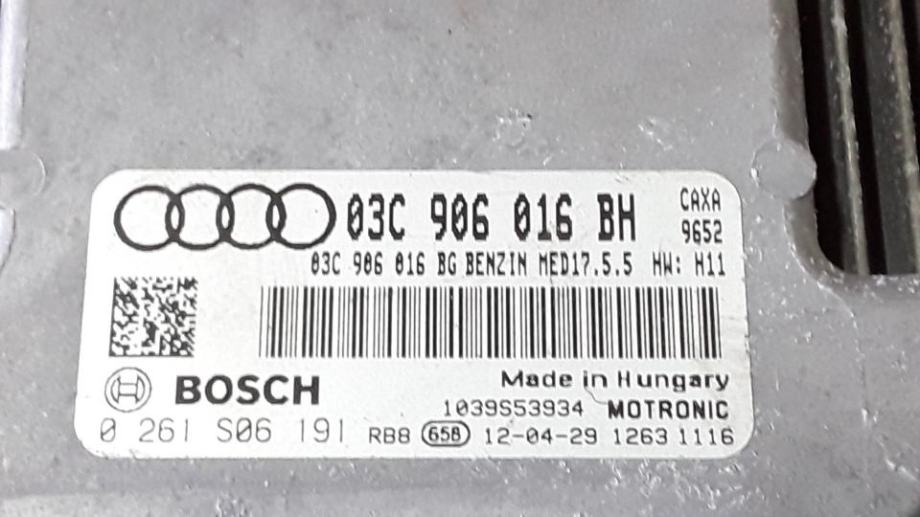 03C 906 016 BH
CAXA
9652
03C 906 016 BG BENZIN MED17.5.5 HW: H11
BOSCH
Made in Hungary
1039S53934 MOTRONIC
0 261 S06 191 RB8 658 12-04-29 1263 1116